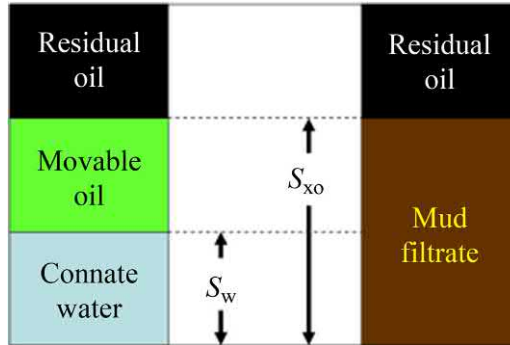 Residual
oil
Residual
oil
Movable
oil
Sxo
Mud
filtrate
Connate
water
Sw